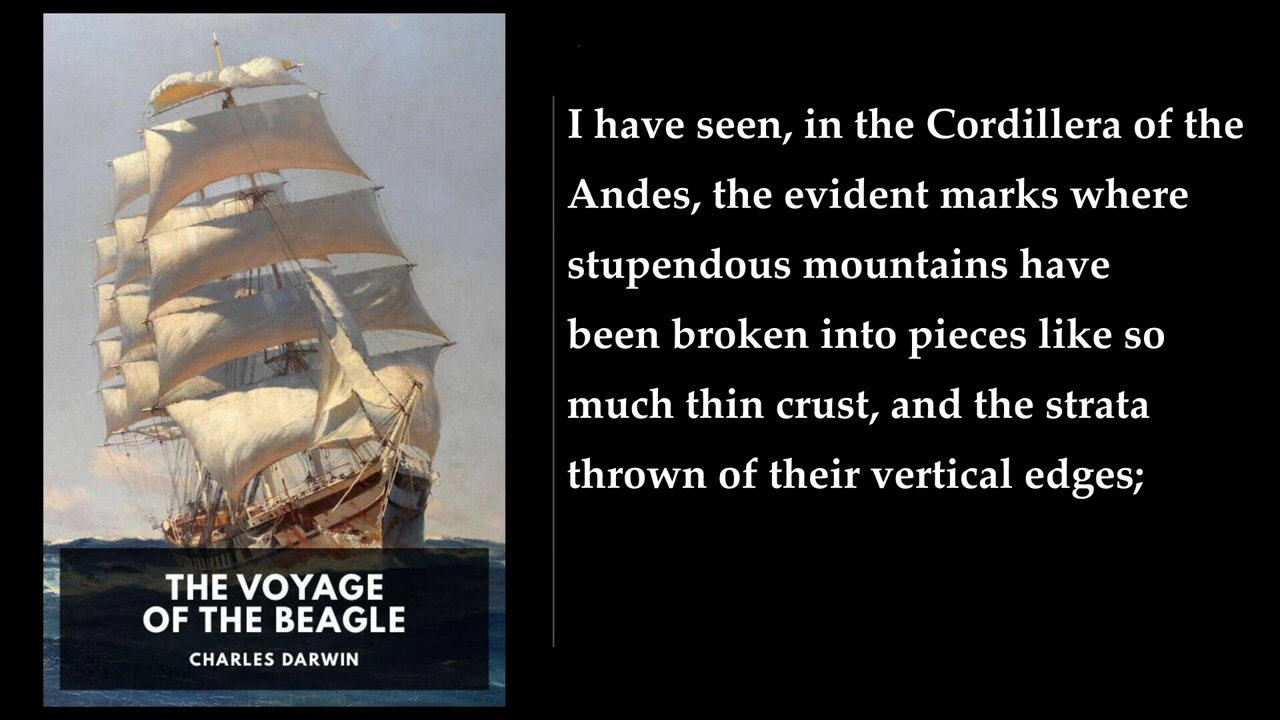 THE VOYAGE
OF THE BEAGLE
CHARLES DARWIN
I have seen, in the Cordillera of the
Andes, the evident marks where
stupendous mountains have
been broken into pieces like so
much thin crust, and the strata
thrown of their vertical edges;